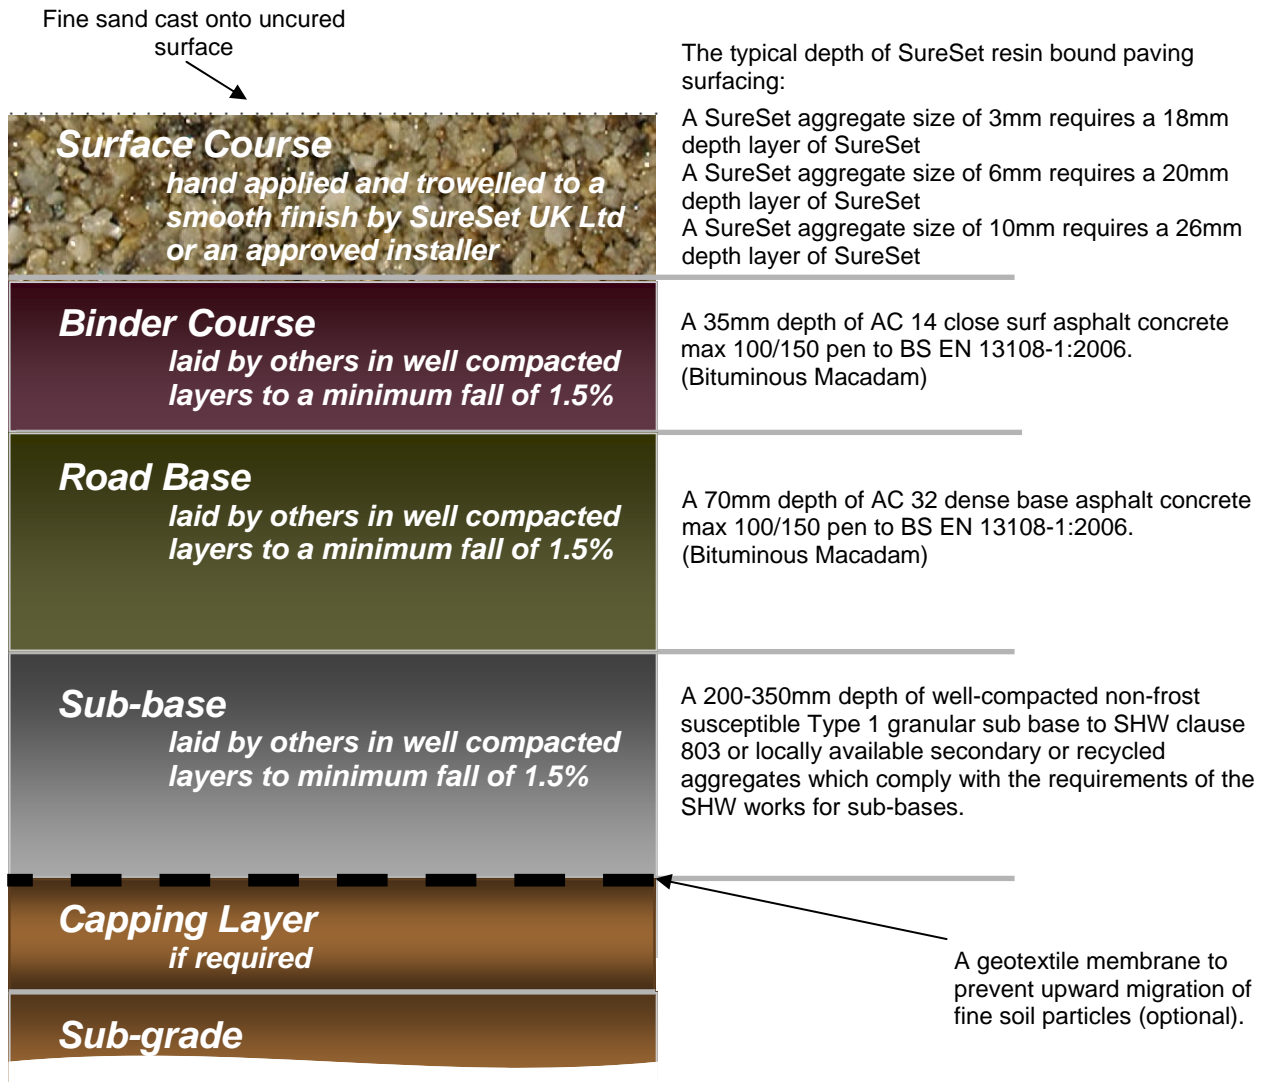 Fine sand cast onto uncured
surface
The typical depth of SureSet resin bound paving
surfacing:
A SureSet aggregate size of 3mm requires a 18mm
depth layer of SureSet
A SureSet aggregate size of 6mm requires a 20mm
depth layer of SureSet
A SureSet aggregate size of 10mm requires a 26mm
depth layer of SureSet
Surface Course
hand applied and trowelled to a
smooth finish by SureSet UK Ltd
or an approved installer
Binder Course
laid by others in well compacted
layers to a minimum fall of 1.5%
A 35mm depth of AC 14 close surf asphalt concrete
max 100/150 pen to BS EN 13108-1:2006.
(Bituminous Macadam)
Road Base
laid by others in well compacted
layers to a minimum fall of 1.5%
A 70mm depth of AC 32 dense base asphalt concrete
max 100/150 pen to BS EN 13108-1:2006.
(Bituminous Macadam)
Sub-base
laid by others in well compacted
layers to minimum fall of 1.5%
A 200-350mm depth of well-compacted non-frost
susceptible Type 1 granular sub base to SHW clause
803 or locally available secondary or recycled
aggregates which comply with the requirements of the
SHW works for sub-bases.
Capping Layer
if required
A geotextile membrane to
prevent upward migration of
fine soil particles (optional).
Sub-grade